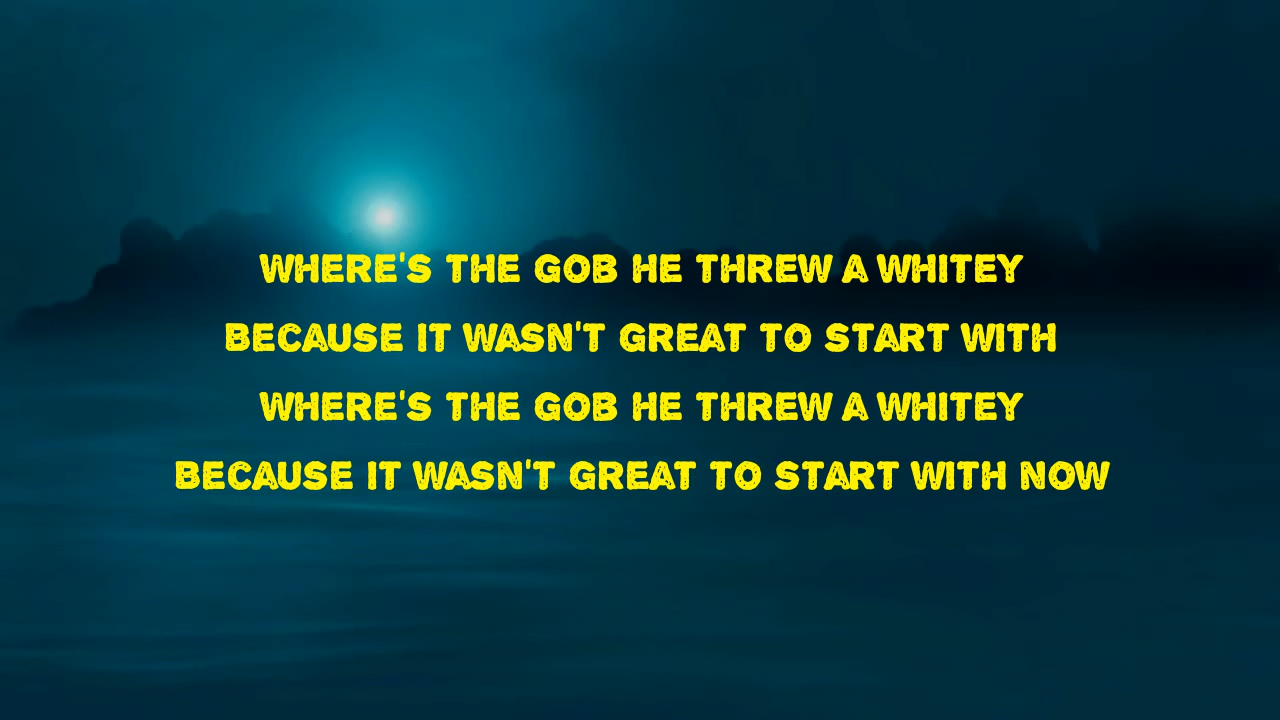 WHERE'S THE GOB HE THREW A WHITEY
BECAUSE IT WASN'T GREAT TO START WITH
WHERE'S THE GOB HE THREW A WHITEY
BECAUSE IT WASN'T GREAT TO START WITH NOW